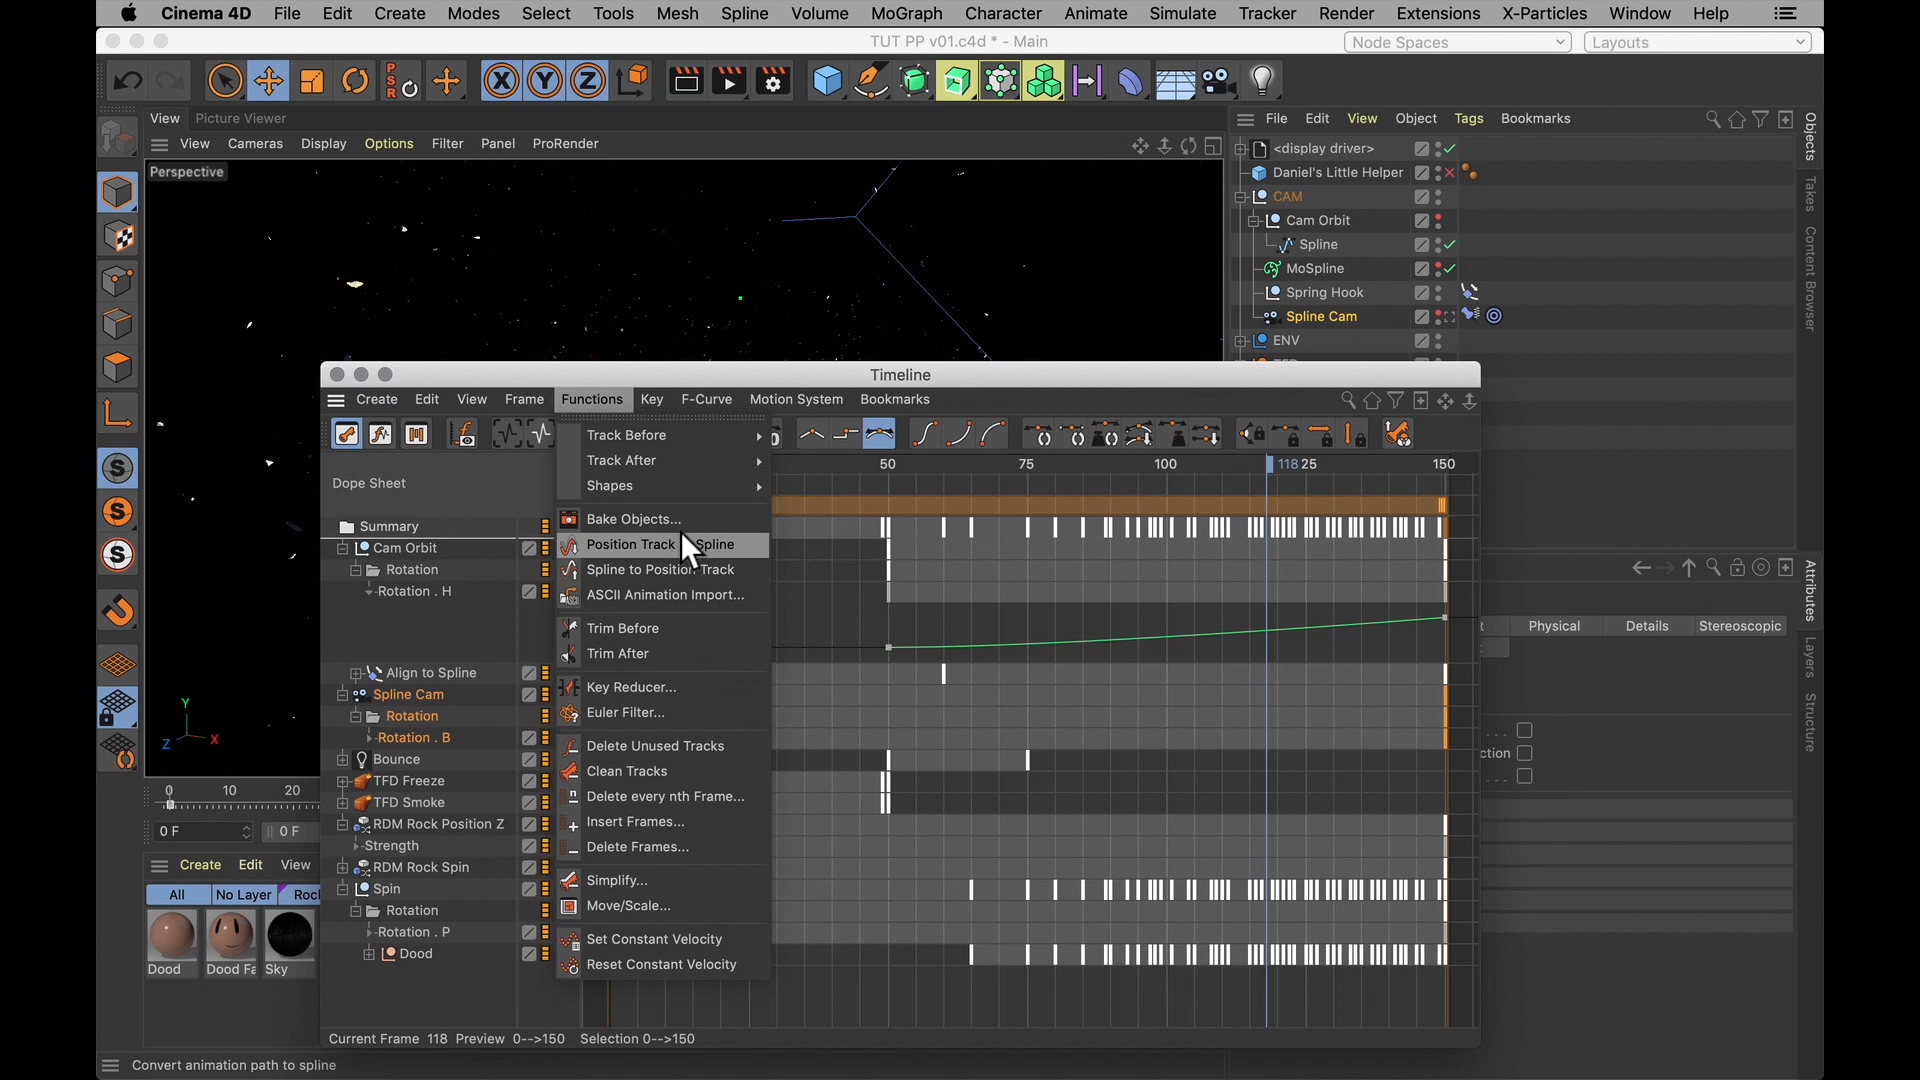 Cinema 4D File Edit Create Modes Select Tools Mesh Spline Volume MoGraph Character Animate Simulate Tracker Render Extensions X-Particles Window Help
TUT PP v01.c4d * - Main
Node Spaces
Layouts
PSR
X Y Z
View Picture Viewer
View Cameras Display Options Filter Panel ProRender
Perspective
File Edit View Object Tags Bookmarks
<display driver>
Daniel's Little Helper
CAM
Cam Orbit
Spline
MoSpline
Spring Hook
Spline Cam
ENV
Objects
Takes
Content Browser
Attributes
Layers
Structure
Timeline
Create Edit View Frame Functions Key F-Curve Motion System Bookmarks
50 75 100 118 25 150
Dope Sheet
Summary
Cam Orbit
Rotation
Rotation . H
Align to Spline
Spline Cam
Rotation
Rotation . B
Bounce
TFD Freeze
TFD Smoke
RDM Rock Position Z
Strength
RDM Rock Spin
Spin
Rotation
Rotation . P
Dood
Track Before
Track After
Shapes
Bake Objects...
Position Track Spline
Spline to Position Track
ASCII Animation Import...
Trim Before
Trim After
Key Reducer...
Euler Filter...
Delete Unused Tracks
Clean Tracks
Delete every nth Frame...
Insert Frames...
Delete Frames...
Simplify...
Move/Scale...
Set Constant Velocity
Reset Constant Velocity
Current Frame 118 Preview 0-->150 Selection 0-->150
Physical Details Stereoscopic
ction
Y
Z X
0 10 20
0 F 0 F
Create Edit View
All No Layer Roc
Dood Dood Fa Sky
Convert animation path to spline